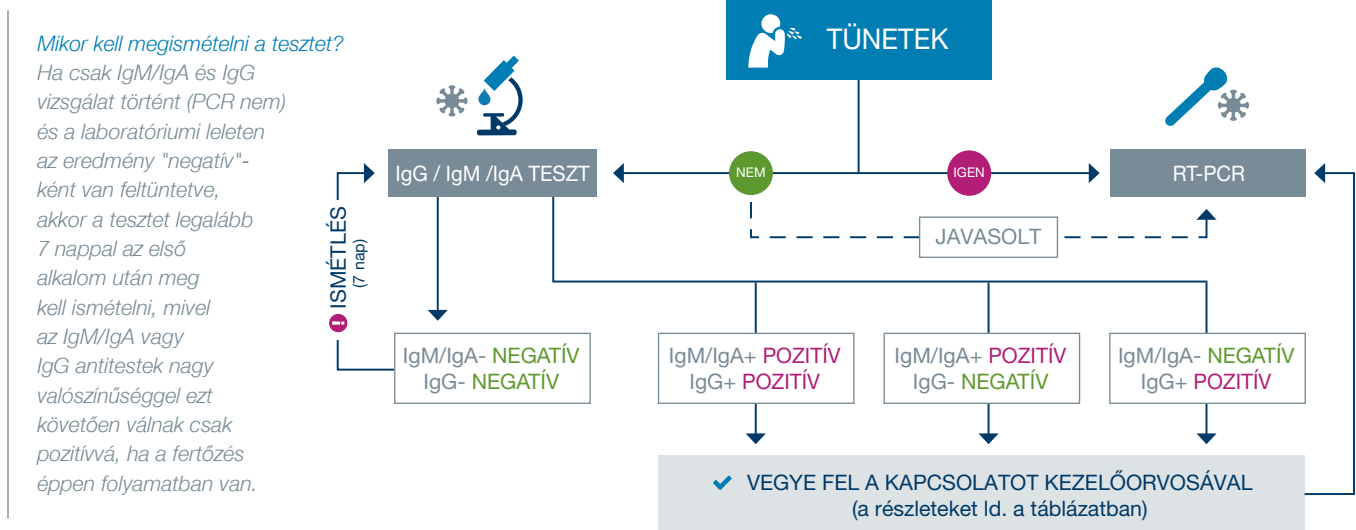 Mikor kell megismételni a tesztet?
Ha csak IgM/IgA és IgG
vizsgálat történt (PCR nem)
és a laboratóriumi leleten
az eredmény "negatív"-
ként van feltüntetve,
akkor a tesztet legalább
7 nappal az első
alkalom után meg
kell ismételni, mivel
az IgM/IgA vagy
IgG antitestek nagy
valószínűséggel ezt
követően válnak csak
pozitívvá, ha a fertőzés
éppen folyamatban van.
TÜNETEK
IgG / IgM /IgA TESZT
NEM
IGEN
RT-PCR
JAVASOLT
! ISMÉTLÉS
(7 nap)
IgM/IgA- NEGATÍV
IgG- NEGATÍV
IgM/IgA+ POZITÍV
IgG+ POZITÍV
IgM/IgA+ POZITÍV
IgG- NEGATÍV
IgM/IgA- NEGATÍV
IgG+ POZITÍV
VEGYE FEL A KAPCSOLATOT KEZELŐORVOSÁVAL
(a részleteket ld. a táblázatban)